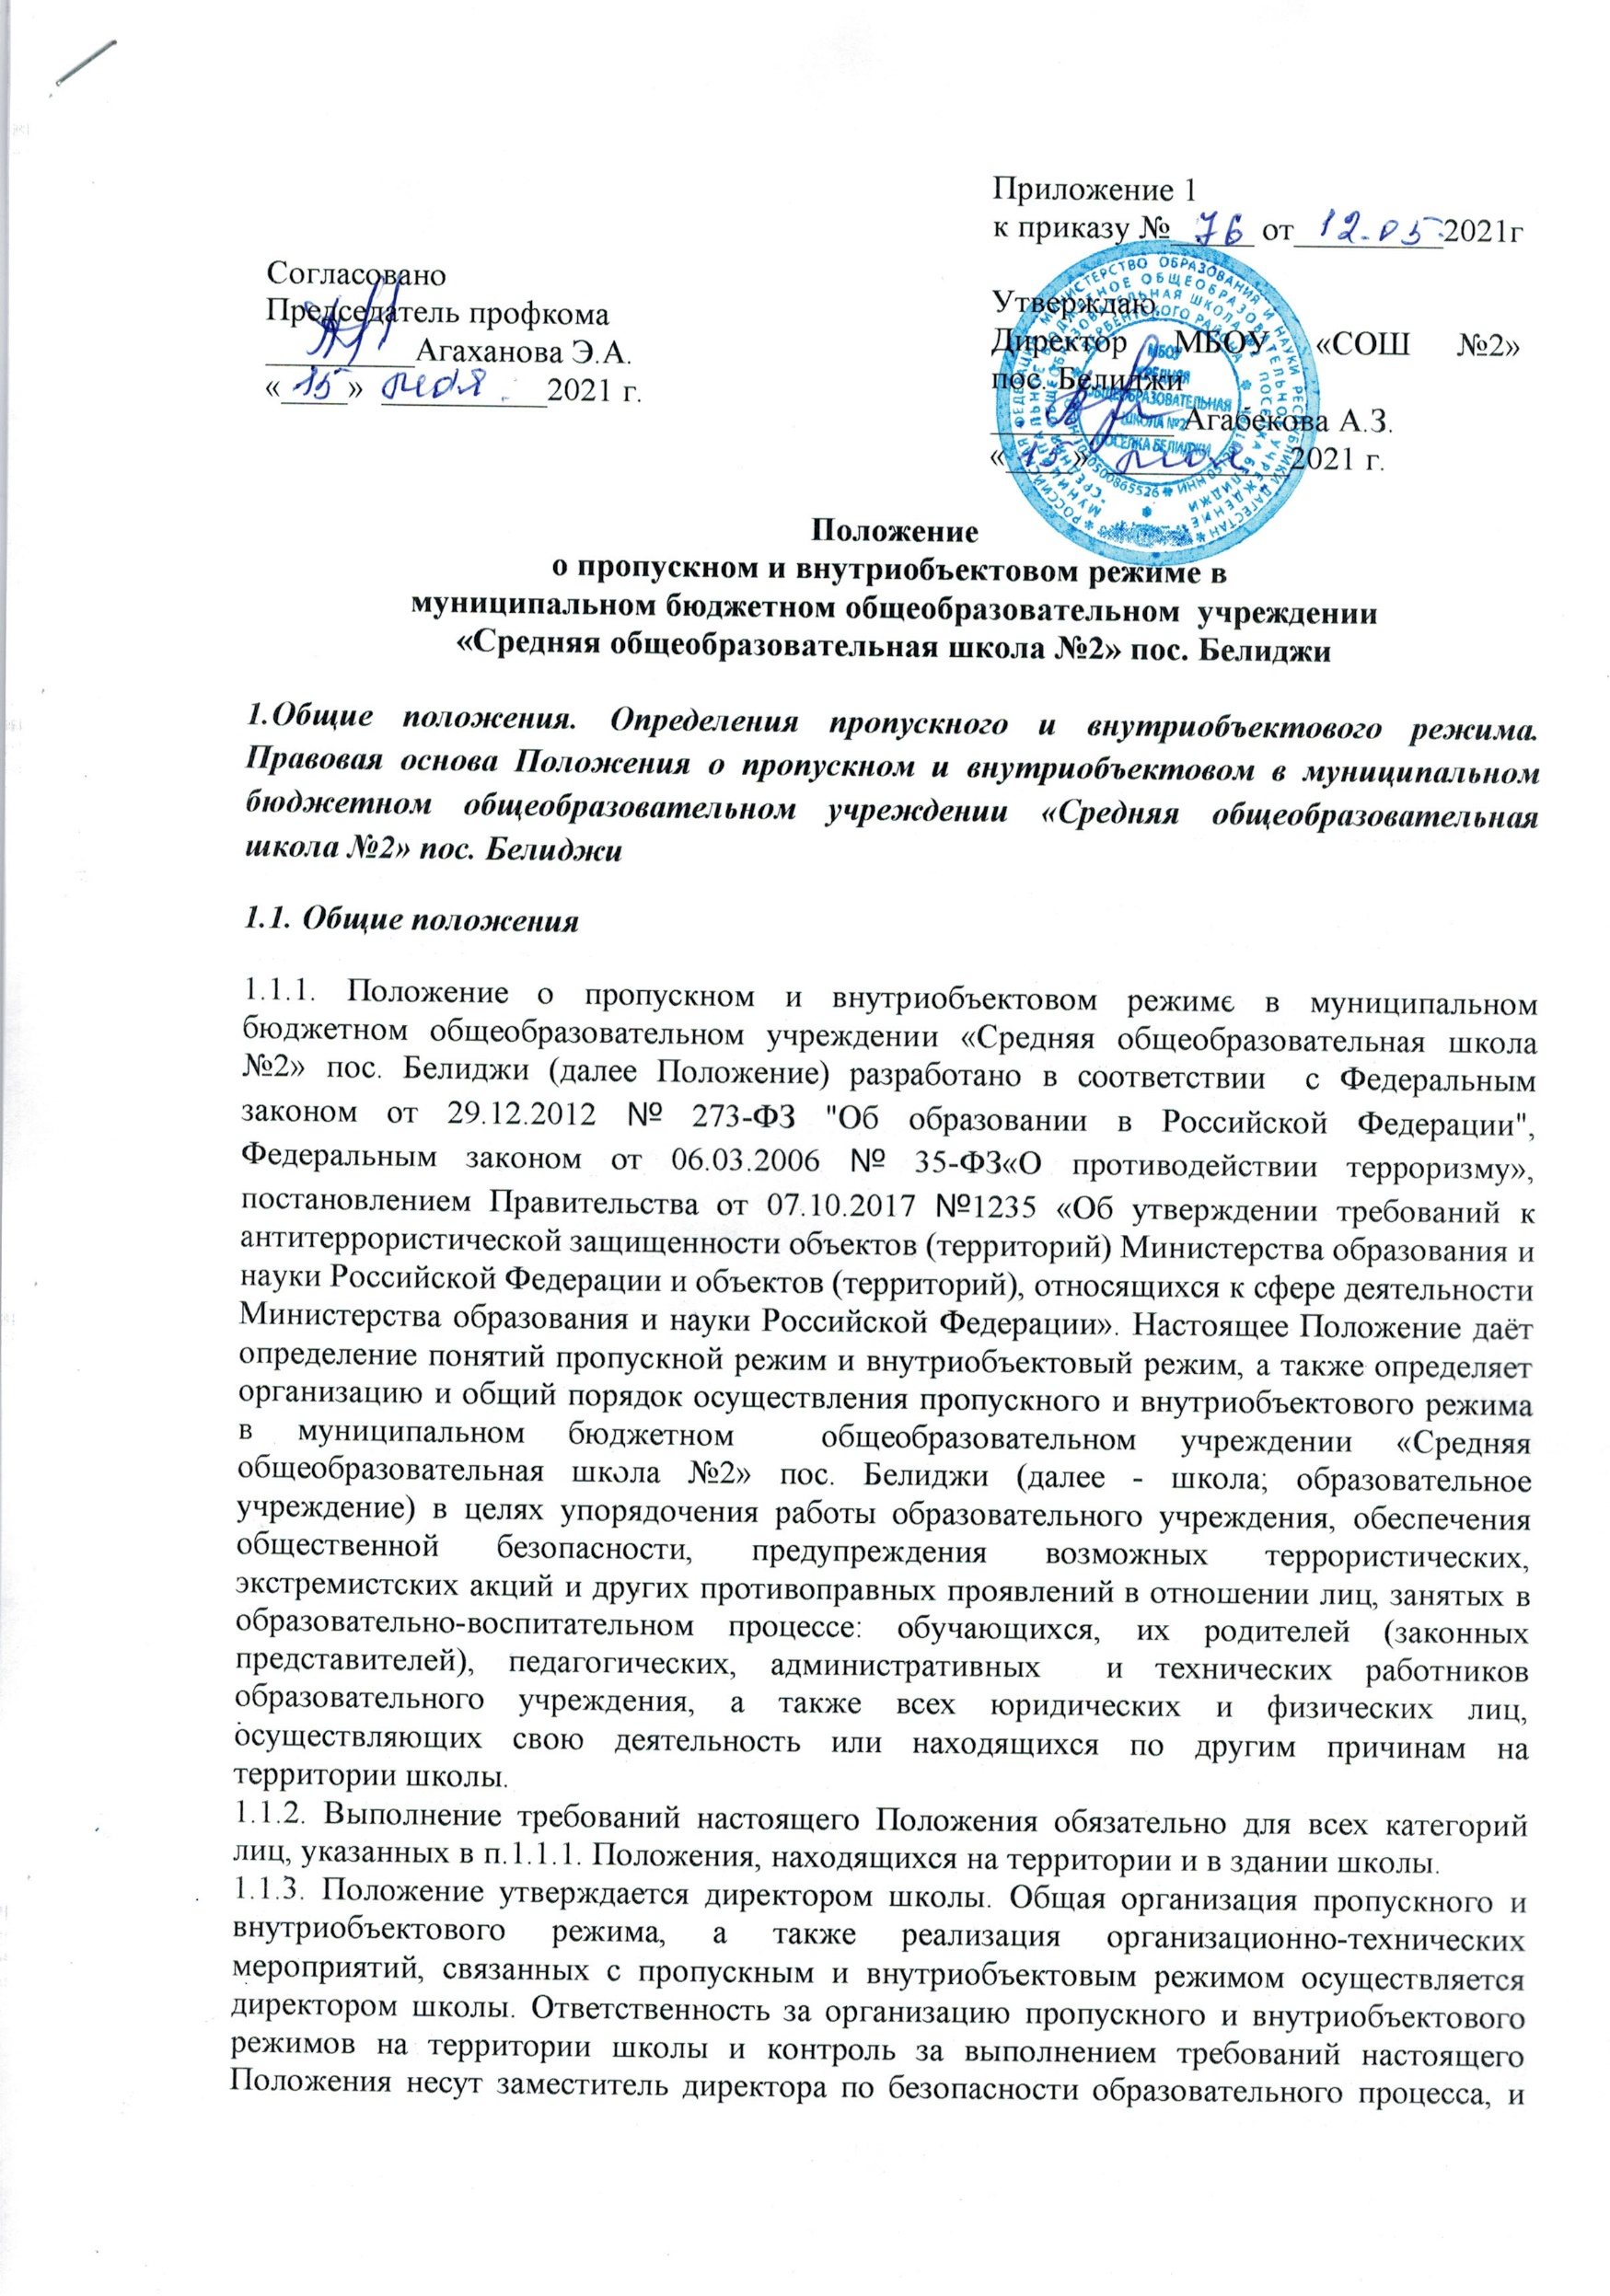 Приложение 1
к приказу № 76 от 12.05. 2021г
Согласовано
Председатель профкома
Агаханова Э.А.
« 15 » 2021 г.
Утверждаю
Директор МБОУ «СОШ №2»
пос. Белиджи
Агабекова А.З.
« 15 » 2021 г.
МБОУ
СРЕДНЯЯ
ОБЩЕОБРАЗОВАТЕЛЬНАЯ
ШКОЛА №2
ПОСЕЛКА БЕЛИДЖИ
Положение
о пропускном и внутриобъектовом режиме в
муниципальном бюджетном общеобразовательном учреждении
«Средняя общеобразовательная школа №2» пос. Белиджи
1.Общие положения. Определения пропускного и внутриобъектового режима.
Правовая основа Положения о пропускном и внутриобъектовом в муниципальном
бюджетном общеобразовательном учреждении «Средняя общеобразовательная
школа №2» пос. Белиджи
1.1. Общие положения
1.1.1. Положение о пропускном и внутриобъектовом режиме в муниципальном
бюджетном общеобразовательном учреждении «Средняя общеобразовательная школа
№2» пос. Белиджи (далее Положение) разработано в соответствии с Федеральным
законом от 29.12.2012 № 273-ФЗ "Об образовании в Российской Федерации",
Федеральным законом от 06.03.2006 № 35-ФЗ«О противодействии терроризму»,
постановлением Правительства от 07.10.2017 №1235 «Об утверждении требований к
антитеррористической защищенности объектов (территорий) Министерства образования и
науки Российской Федерации и объектов (территорий), относящихся к сфере деятельности
Министерства образования и науки Российской Федерации». Настоящее Положение даёт
определение понятий пропускной режим и внутриобъектовый режим, а также определяет
организацию и общий порядок осуществления пропускного и внутриобъектового режима
в муниципальном бюджетном общеобразовательном учреждении «Средняя
общеобразовательная школа №2» пос. Белиджи (далее - школа; образовательное
учреждение) в целях упорядочения работы образовательного учреждения, обеспечения
общественной безопасности, предупреждения возможных террористических,
экстремистских акций и других противоправных проявлений в отношении лиц, занятых в
образовательно-воспитательном процессе: обучающихся, их родителей (законных
представителей), педагогических, административных и технических работников
образовательного учреждения, а также всех юридических и физических лиц,
осуществляющих свою деятельность или находящихся по другим причинам на
территории школы.
1.1.2. Выполнение требований настоящего Положения обязательно для всех категорий
лиц, указанных в п.1.1.1. Положения, находящихся на территории и в здании школы.
1.1.3. Положение утверждается директором школы. Общая организация пропускного и
внутриобъектового режима, а также реализация организационно-технических
мероприятий, связанных с пропускным и внутриобъектовым режимом осуществляется
директором школы. Ответственность за организацию пропускного и внутриобъектового
режимов на территории школы и контроль за выполнением требований настоящего
Положения несут заместитель директора по безопасности образовательного процесса, и